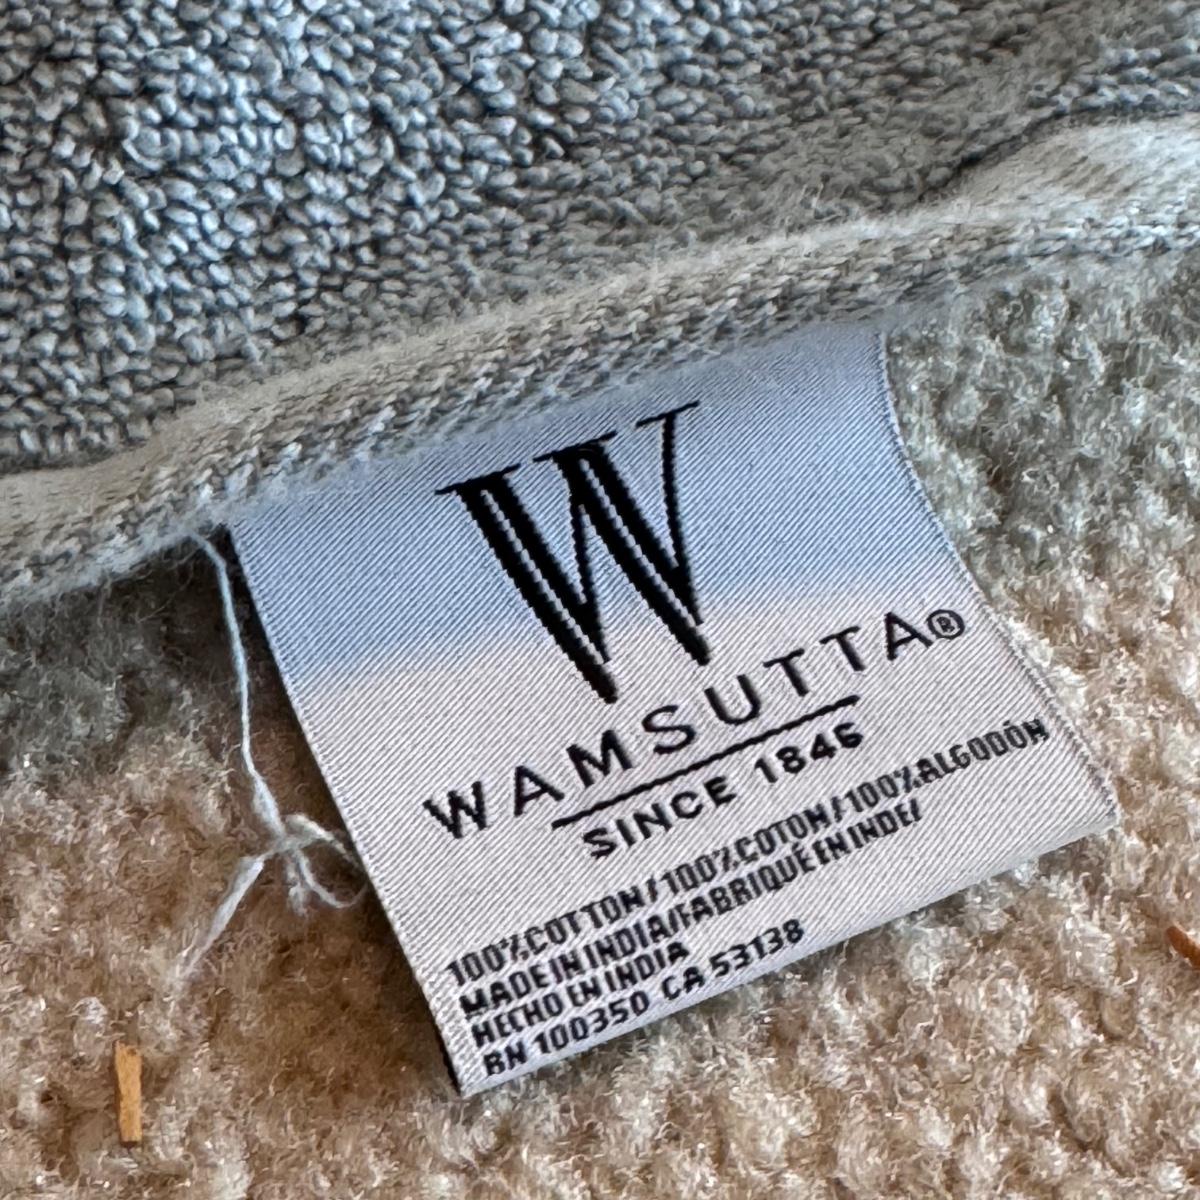 W
WAMSUTTA®
SINCE 1846
100%COTTON/100%COTON/100%ALGODÓN
MADE IN INDIA/FABRIQUÉ EN INDE/
HECHO EN INDIA
RN 100350 CA 53138